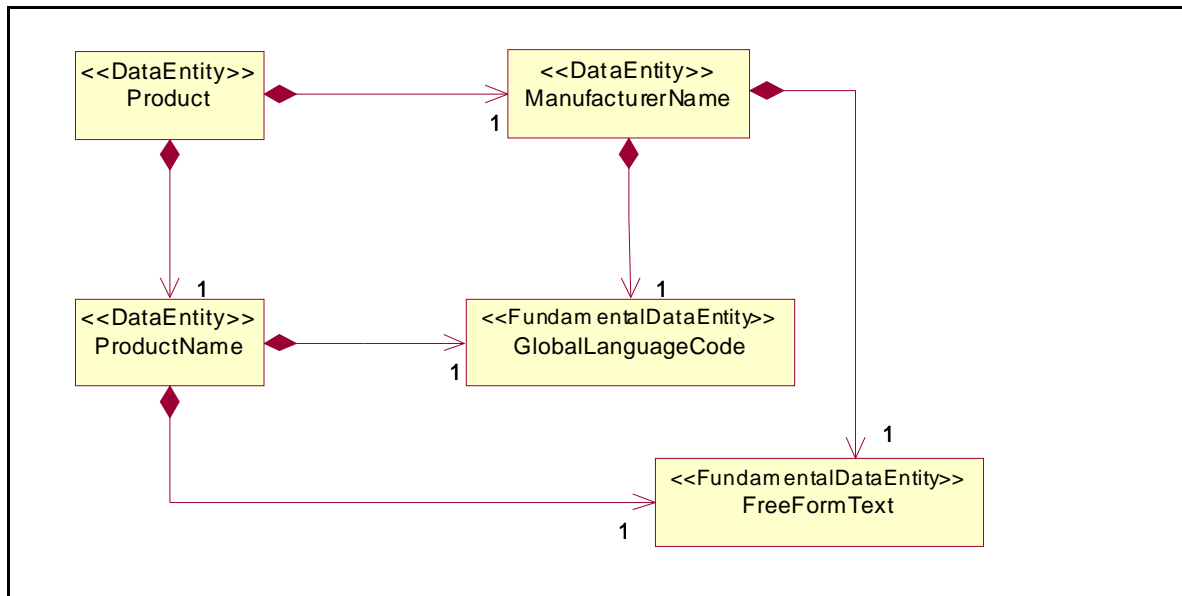 <<DataEntity>>
Product
<<DataEntity>>
ManufacturerName
1
1
<<DataEntity>>
ProductName
1
<<FundamentalDataEntity>>
GlobalLanguageCode
1
1
<<FundamentalDataEntity>>
FreeFormText
1